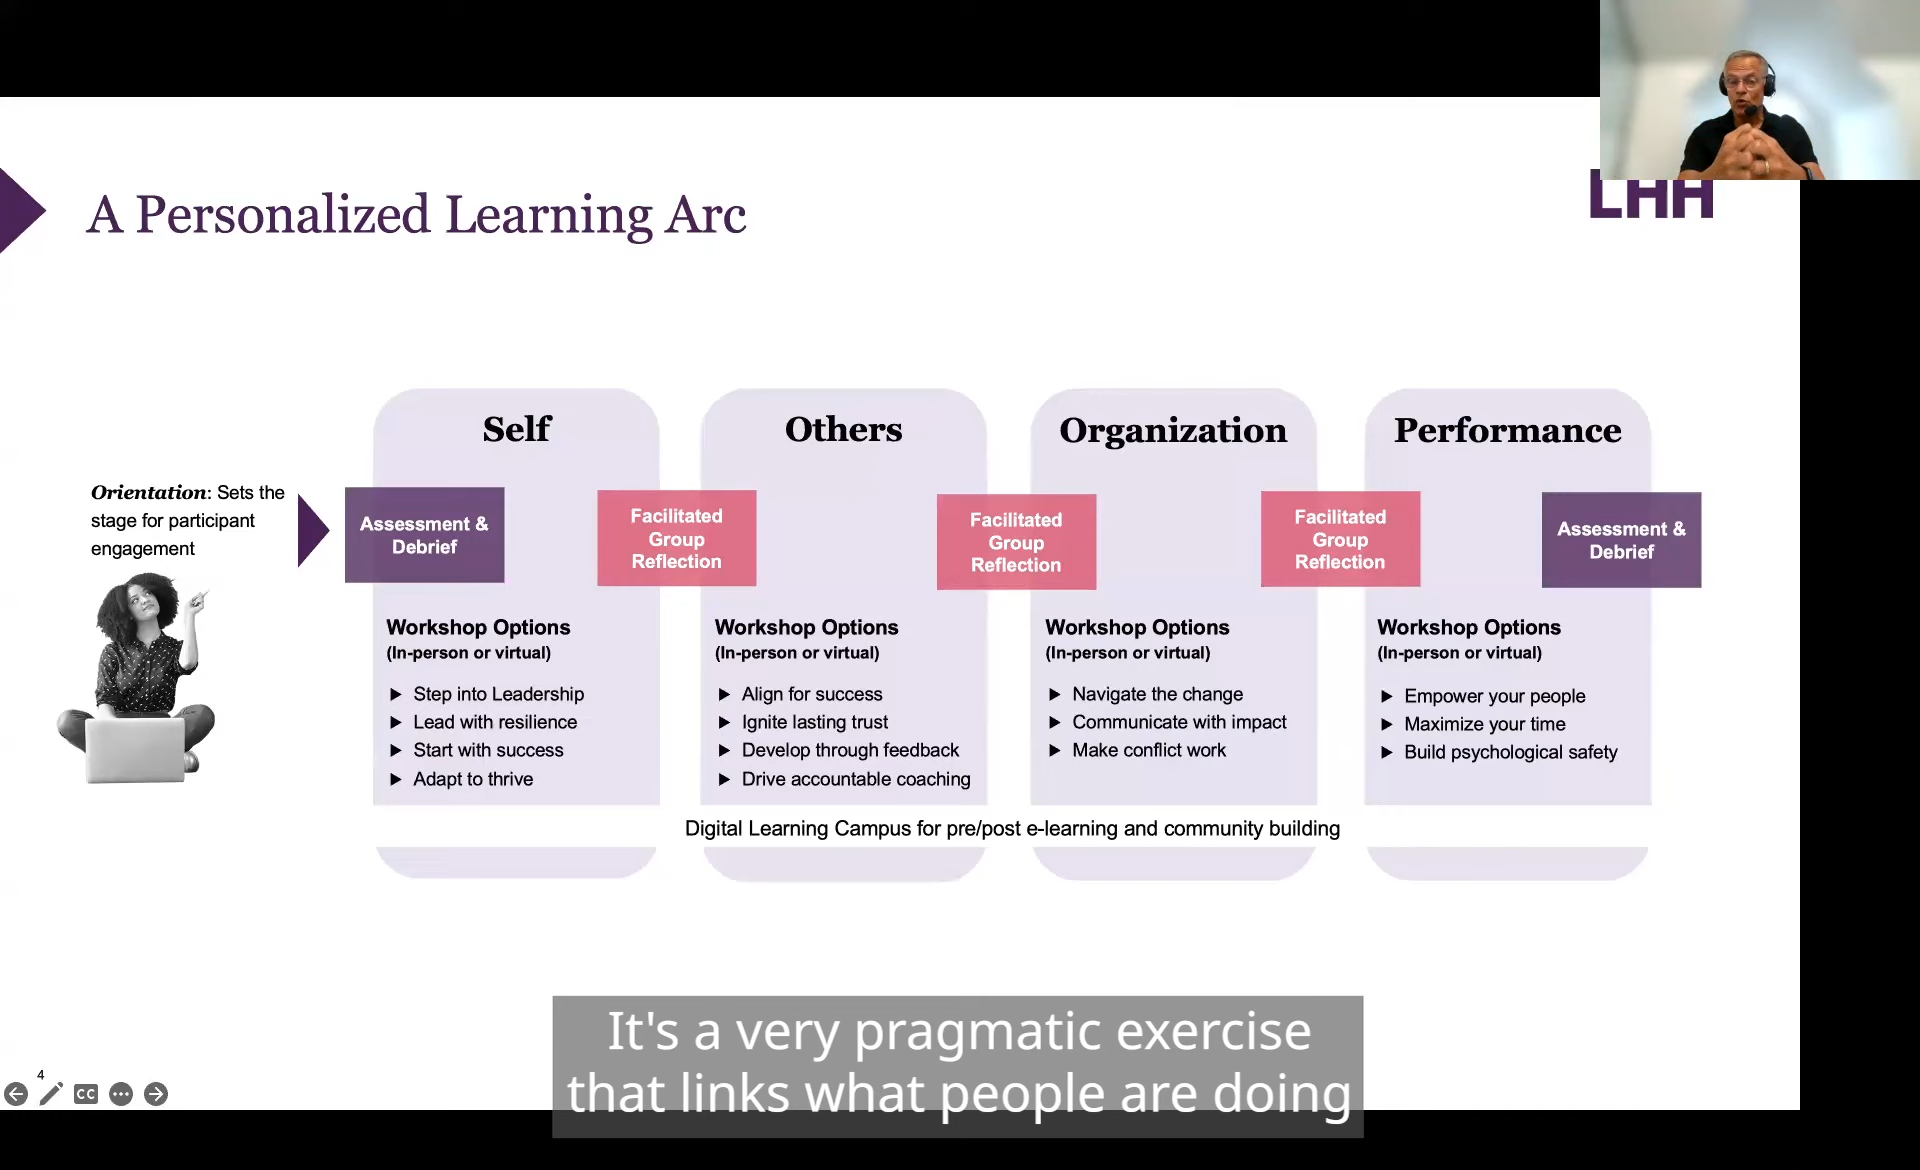 LHH
A Personalized Learning Arc
Orientation: Sets the
stage for participant
engagement
Self
Assessment &
Debrief
Workshop Options
(In-person or virtual)
Step into Leadership
Lead with resilience
Start with success
Adapt to thrive
Facilitated
Group
Reflection
Others
Workshop Options
(In-person or virtual)
Align for success
Ignite lasting trust
Develop through feedback
Drive accountable coaching
Facilitated
Group
Reflection
Organization
Workshop Options
(In-person or virtual)
Navigate the change
Communicate with impact
Make conflict work
Facilitated
Group
Reflection
Performance
Assessment &
Debrief
Workshop Options
(In-person or virtual)
Empower your people
Maximize your time
Build psychological safety
Digital Learning Campus for pre/post e-learning and community building
It's a very pragmatic exercise
that links what people are doing
4
CC